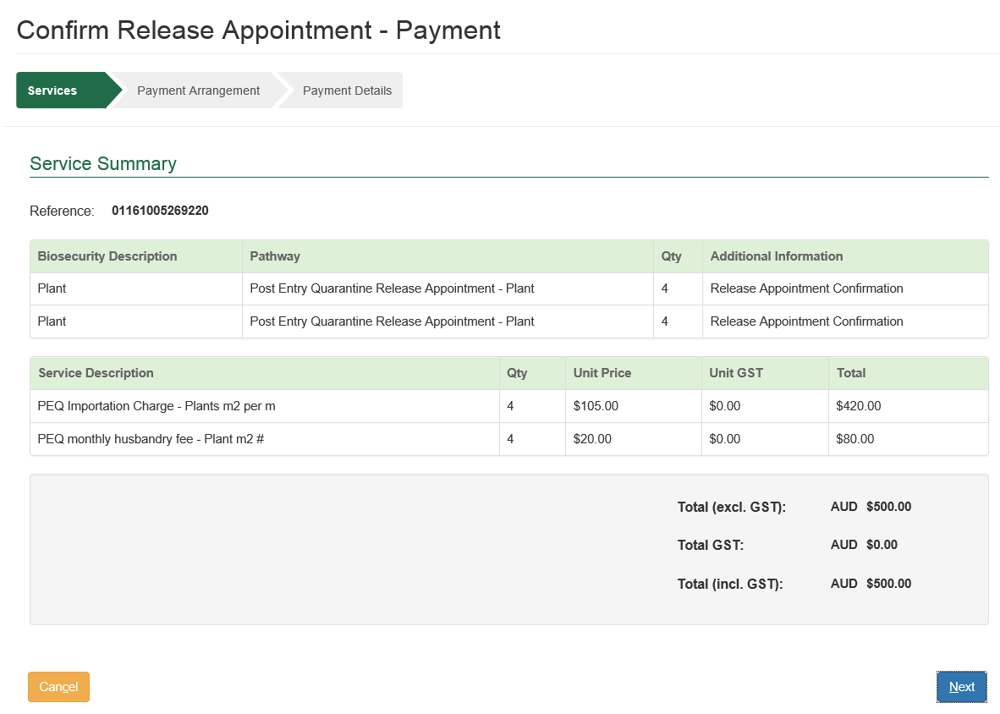 Confirm Release Appointment - Payment
Services Payment Arrangement Payment Details
Service Summary
Reference: 01161005269220
Biosecurity Description Pathway Qty Additional Information
Plant Post Entry Quarantine Release Appointment - Plant 4 Release Appointment Confirmation
Plant Post Entry Quarantine Release Appointment - Plant 4 Release Appointment Confirmation
Service Description Qty Unit Price Unit GST Total
PEQ Importation Charge - Plants m2 per m 4 $105.00 $0.00 $420.00
PEQ monthly husbandry fee - Plant m2 # 4 $20.00 $0.00 $80.00
Total (excl. GST): AUD $500.00
Total GST: AUD $0.00
Total (incl. GST): AUD $500.00
Cancel Next